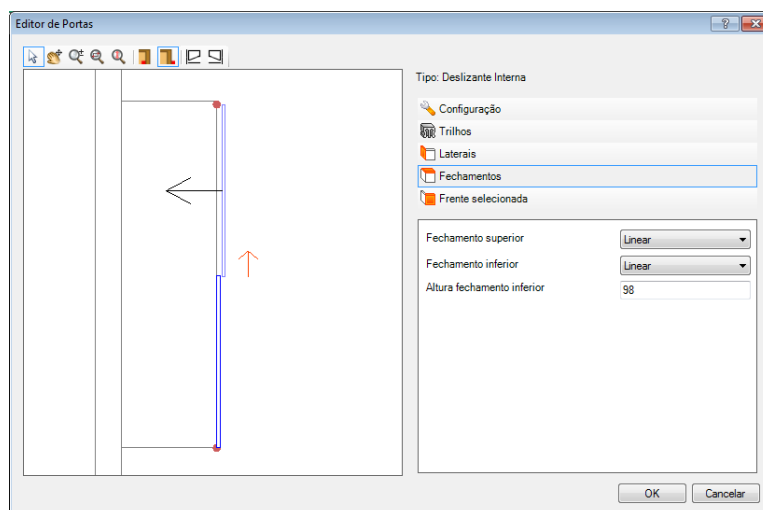 Editor de Portas
Tipo: Deslizante Interna
Configuração
Trilhos
Laterais
Fechamentos
Frente selecionada
Fechamento superior Linear
Fechamento inferior Linear
Altura fechamento inferior 98
OK Cancelar